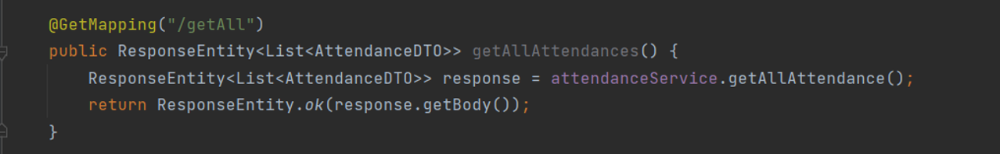 @GetMapping("/getAll")
public ResponseEntity<List<AttendanceDTO>> getAllAttendances() {
    ResponseEntity<List<AttendanceDTO>> response = attendanceService.getAllAttendance();
    return ResponseEntity.ok(response.getBody());
}